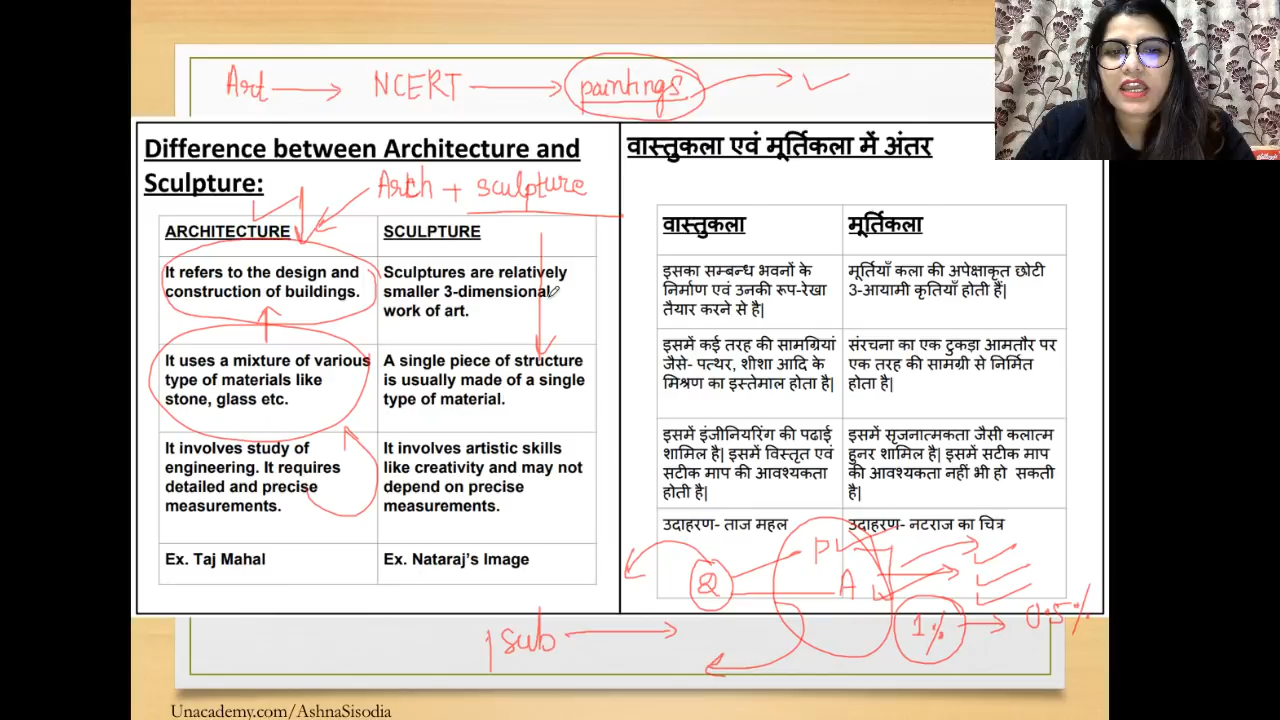 Art → NCERT → paintings → ✓
Difference between Architecture and
Sculpture:
Arch + sculpture
ARCHITECTURE
SCULPTURE
It refers to the design and
construction of buildings.
Sculptures are relatively
smaller 3-dimensional
work of art.
It uses a mixture of various
type of materials like
stone, glass etc.
A single piece of structure
is usually made of a single
type of material.
It involves study of
engineering. It requires
detailed and precise
measurements.
It involves artistic skills
like creativity and may not
depend on precise
measurements.
Ex. Taj Mahal
Ex. Nataraj's Image
वास्तुकला एवं मूर्तिकला में अंतर
वास्तुकला
मूर्तिकला
इसका सम्बन्ध भवनों के
निर्माण एवं उनकी रूप-रेखा
तैयार करने से है|
मूर्तियाँ कला की अपेक्षाकृत छोटी
3-आयामी कृतियाँ होती हैं|
इसमें कई तरह की सामग्रियां
जैसे- पत्थर, शीशा आदि के
मिश्रण का इस्तेमाल होता है|
संरचना का एक टुकड़ा आमतौर पर
एक तरह की सामग्री से निर्मित
होता है|
इसमें इंजीनियरिंग की पढाई
शामिल है| इसमें विस्तृत एवं
सटीक माप की आवश्यकता
होती है|
इसमें सृजनात्मकता जैसी कलात्म
हुनर शामिल है| इसमें सटीक माप
की आवश्यकता नहीं भी हो सकती
है|
उदाहरण- ताज महल
उदाहरण- नटराज का चित्र
A
1% → 0.5%
1 sub →
Unacademy.com/AshnaSisodia